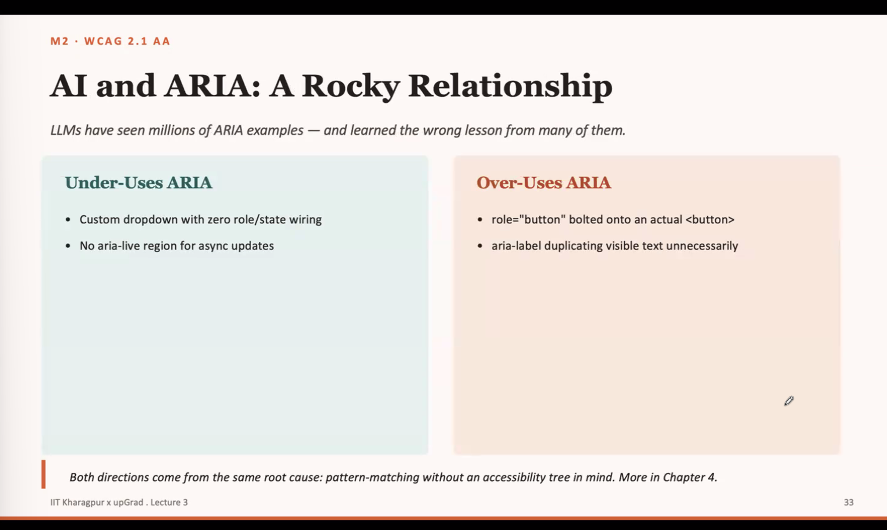 M2 · WCAG 2.1 AA
AI and ARIA: A Rocky Relationship
LLMs have seen millions of ARIA examples — and learned the wrong lesson from many of them.
Under-Uses ARIA
• Custom dropdown with zero role/state wiring
• No aria-live region for async updates
Over-Uses ARIA
• role="button" bolted onto an actual <button>
• aria-label duplicating visible text unnecessarily
Both directions come from the same root cause: pattern-matching without an accessibility tree in mind. More in Chapter 4.
IIT Kharagpur x upGrad . Lecture 3
33